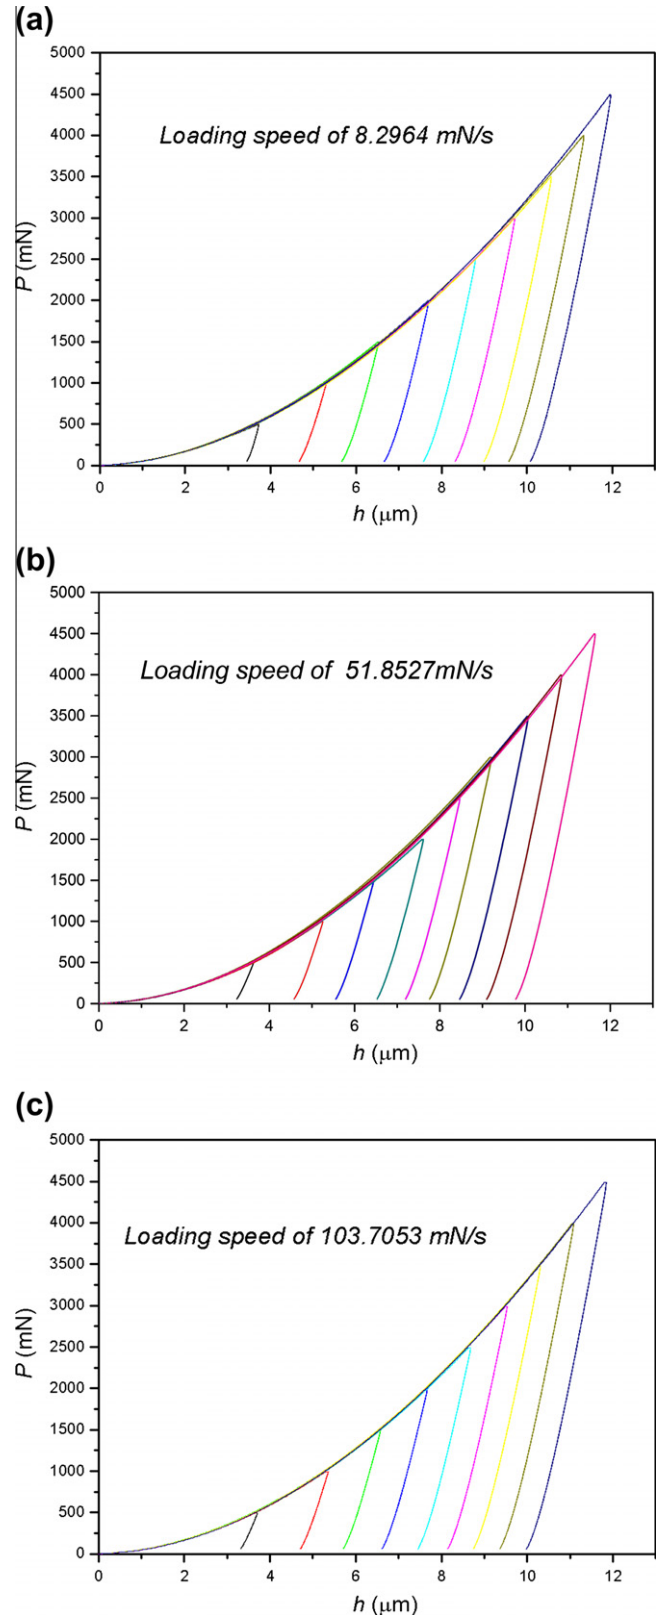 (a)
5000
4500
4000
3500
3000
2500
2000
1500
1000
500
0
P (mN)
Loading speed of 8.2964 mN/s
0 2 4 6 8 10 12
h (μm)
(b)
5000
4500
4000
3500
3000
2500
2000
1500
1000
500
0
P (mN)
Loading speed of 51.8527mN/s
0 2 4 6 8 10 12
h (μm)
(c)
5000
4500
4000
3500
3000
2500
2000
1500
1000
500
0
P (mN)
Loading speed of 103.7053 mN/s
0 2 4 6 8 10 12
h (μm)